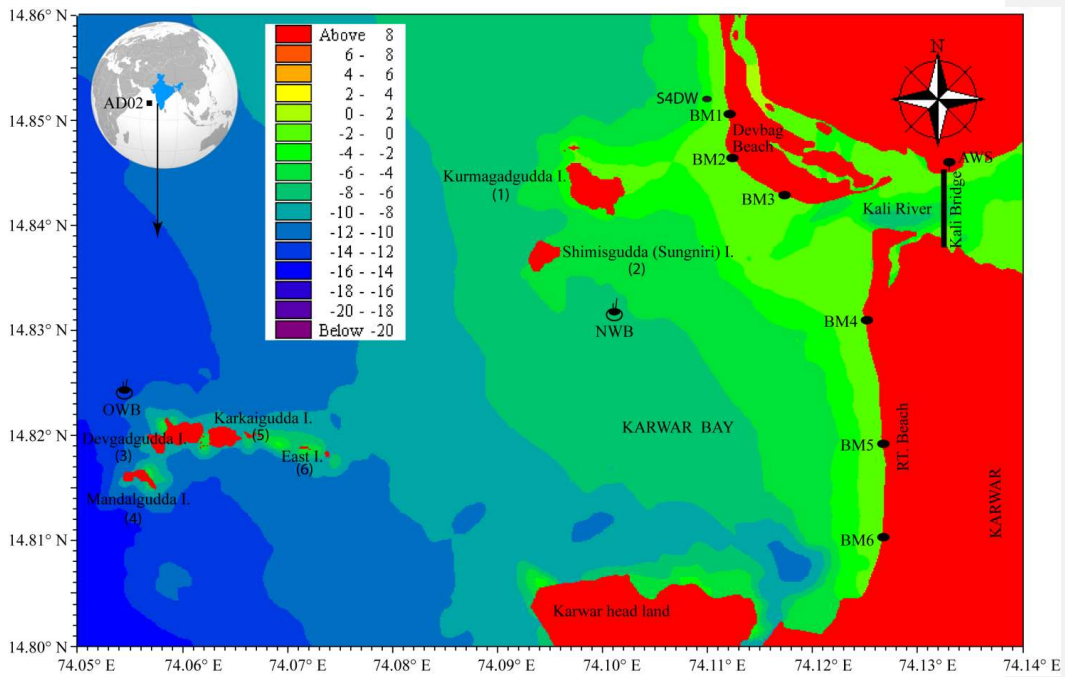 14.86° N
14.85° N
14.84° N
14.83° N
14.82° N
14.81° N
14.80° N
74.05° E
74.06° E
74.07° E
74.08° E
74.09° E
74.10° E
74.11° E
74.12° E
74.13° E
74.14° E
AD02
Above 8
6 - 8
4 - 6
2 - 4
0 - 2
-2 - 0
-4 - -2
-6 - -4
-8 - -6
-10 - -8
-12 - -10
-14 - -12
-16 - -14
-18 - -16
-20 - -18
Below -20
N
S4DW
BM1
Devbag
Beach
BM2
AWS
Kurmagadgudda I.
(1)
BM3
Kali River
Kali Bridge
Shimisgudda (Sungniri) I.
(2)
NWB
BM4
OWB
Karkaigudda I.
(5)
Devgadgudda I.
(3)
East I.
(6)
KARWAR BAY
BM5
RT. Beach
Mandalgudda I.
(4)
KARWAR
BM6
Karwar head land